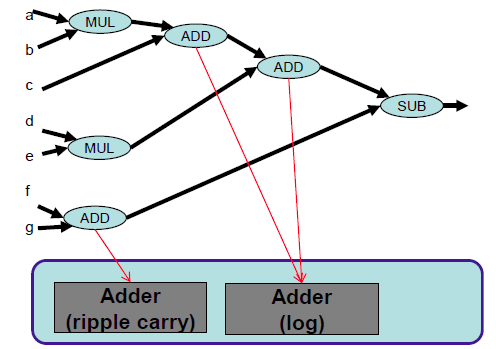 a
MUL
b
ADD
c
ADD
d
SUB
e
MUL
f
g
ADD
Adder
(ripple carry)
Adder
(log)